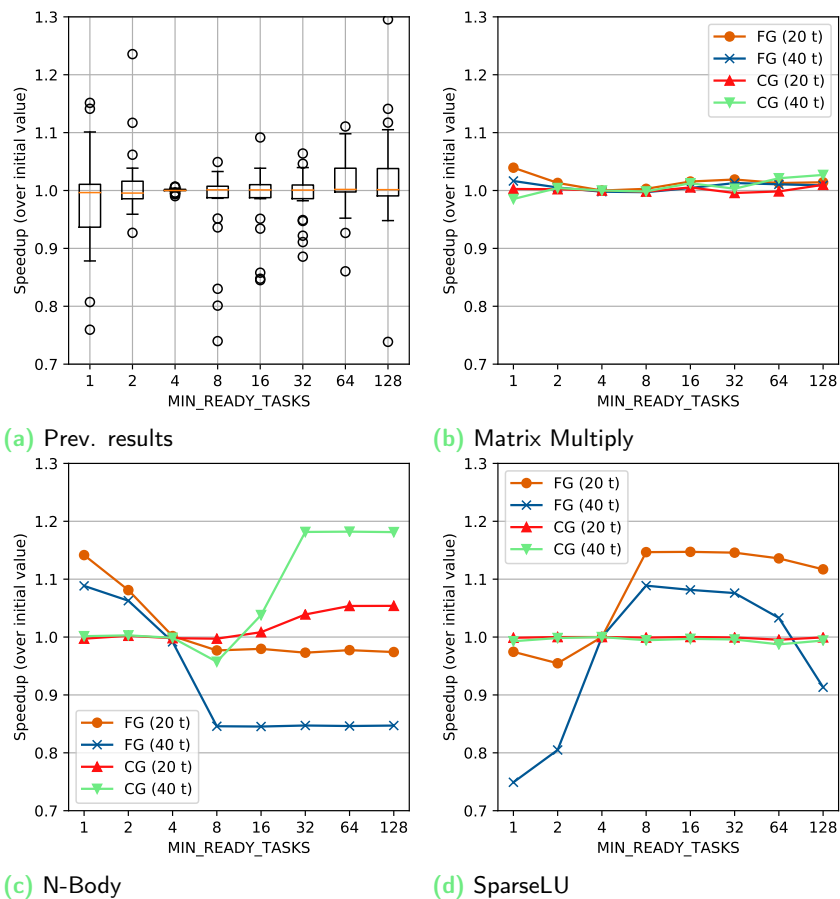 1.3
1.2
1.1
1.0
0.9
0.8
0.7
Speedup (over initial value)
1 2 4 8 16 32 64 128
MIN_READY_TASKS
(a) Prev. results
1.3
1.2
1.1
1.0
0.9
0.8
0.7
Speedup (over initial value)
FG (20 t)
FG (40 t)
CG (20 t)
CG (40 t)
1 2 4 8 16 32 64 128
MIN_READY_TASKS
(b) Matrix Multiply
1.3
1.2
1.1
1.0
0.9
0.8
0.7
Speedup (over initial value)
FG (20 t)
FG (40 t)
CG (20 t)
CG (40 t)
1 2 4 8 16 32 64 128
MIN_READY_TASKS
(c) N-Body
1.3
1.2
1.1
1.0
0.9
0.8
0.7
Speedup (over initial value)
FG (20 t)
FG (40 t)
CG (20 t)
CG (40 t)
1 2 4 8 16 32 64 128
MIN_READY_TASKS
(d) SparseLU